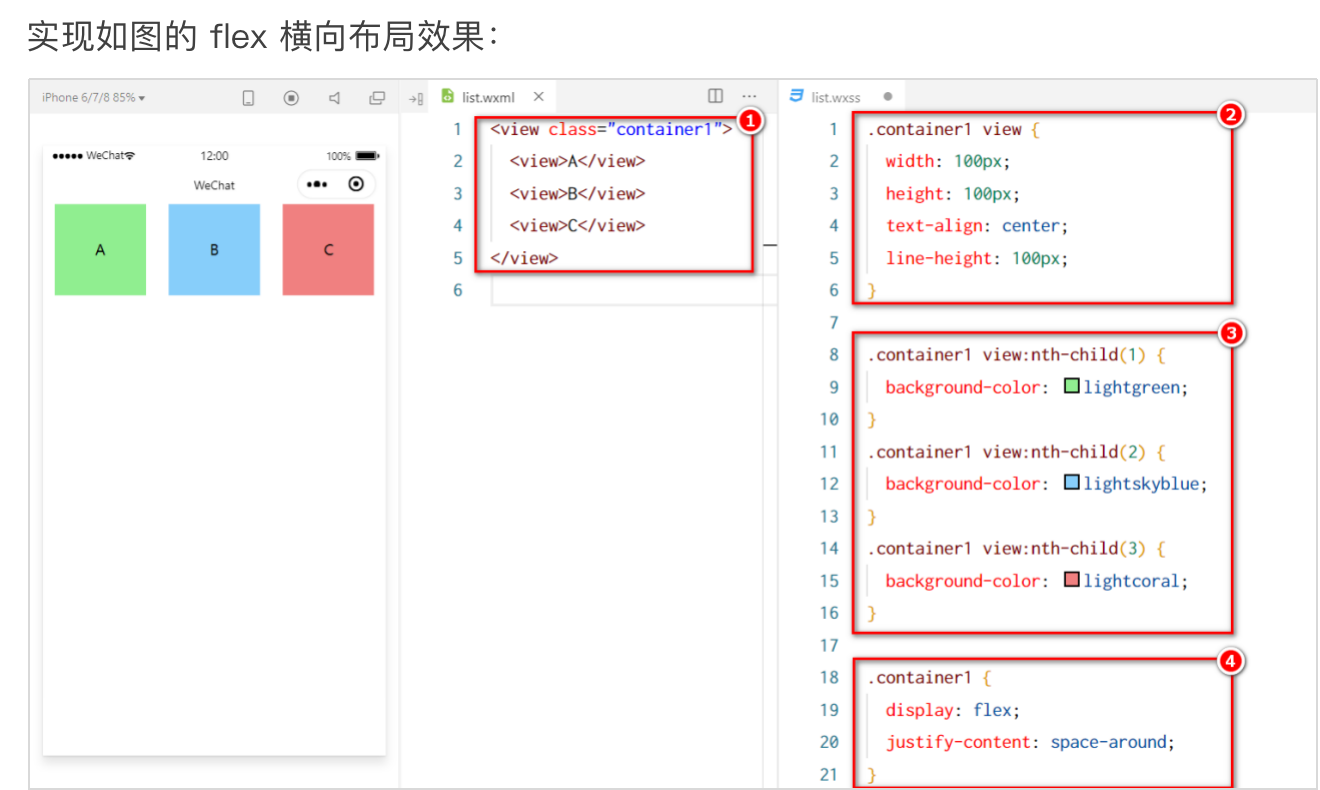 实现如图的 flex 横向布局效果：
iPhone 6/7/8 85%
WeChat 12:00 100%
WeChat
A B C
list.wxml
1 <view class="container1">
2 <view>A</view>
3 <view>B</view>
4 <view>C</view>
5 </view>
6
1
list.wxss
1 .container1 view {
2 width: 100px;
3 height: 100px;
4 text-align: center;
5 line-height: 100px;
6 }
7
8 .container1 view:nth-child(1) {
9 background-color: lightgreen;
10 }
11 .container1 view:nth-child(2) {
12 background-color: lightskyblue;
13 }
14 .container1 view:nth-child(3) {
15 background-color: lightcoral;
16 }
17
18 .container1 {
19 display: flex;
20 justify-content: space-around;
21 }
2
3
4